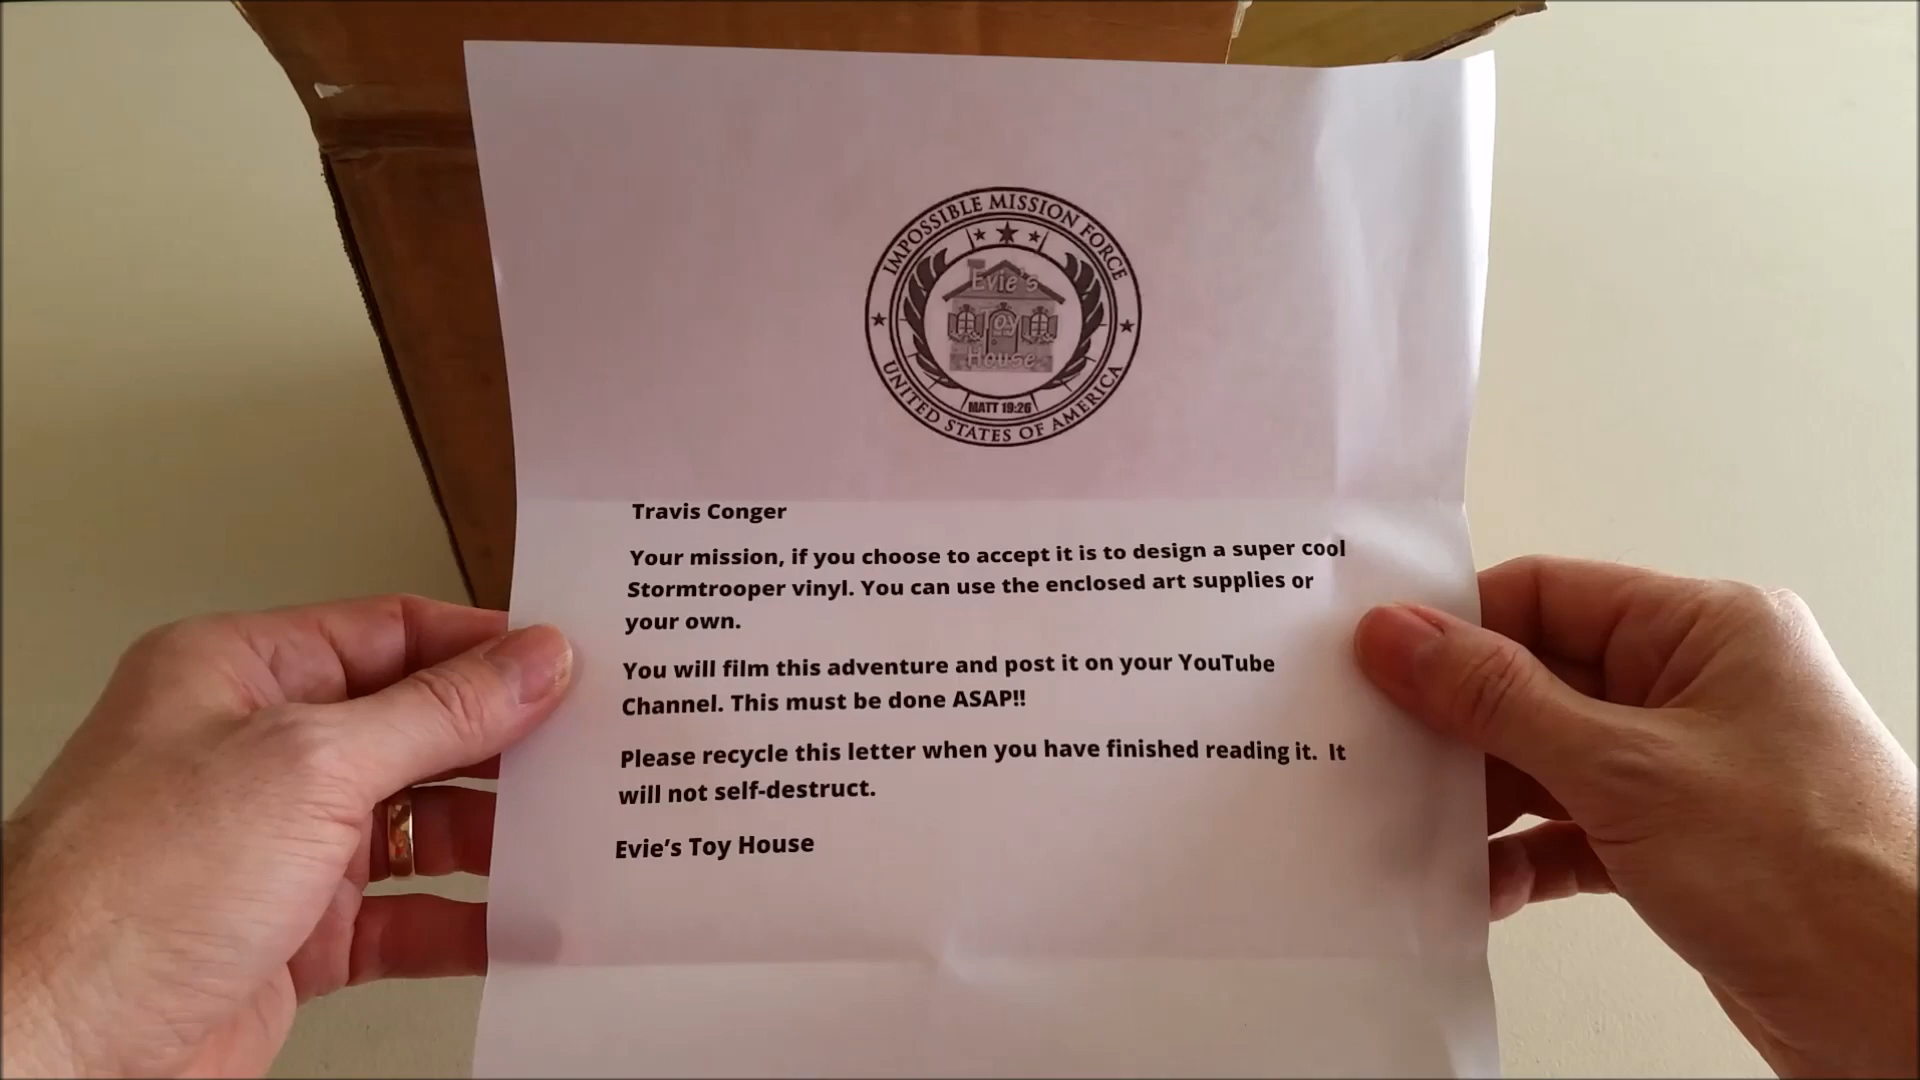 IMPOSSIBLE MISSION FORCE
Evie's
Toy
House
MATT 19:26
UNITED STATES OF AMERICA
Travis Conger
Your mission, if you choose to accept it is to design a super cool
Stormtrooper vinyl. You can use the enclosed art supplies or
your own.
You will film this adventure and post it on your YouTube
Channel. This must be done ASAP!!
Please recycle this letter when you have finished reading it.  It
will not self-destruct.
Evie’s Toy House